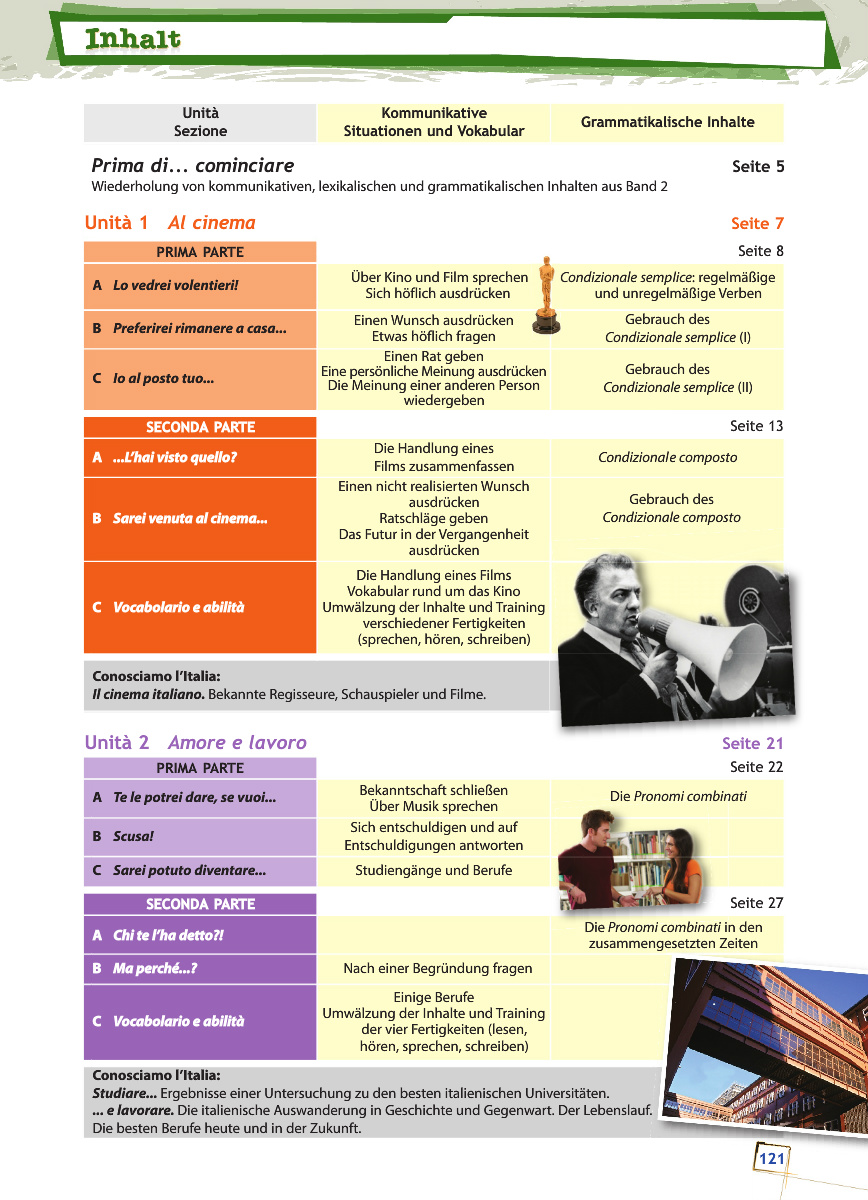 Inhalt
Unità
Sezione
Kommunikative
Situationen und Vokabular
Grammatikalische Inhalte
Prima di... cominciare
Seite 5
Wiederholung von kommunikativen, lexikalischen und grammatikalischen Inhalten aus Band 2
Unità 1 Al cinema
Seite 7
PRIMA PARTE
Seite 8
A Lo vedrei volentieri!
Über Kino und Film sprechen
Sich höflich ausdrücken
Condizionale semplice: regelmäßige
und unregelmäßige Verben
B Preferirei rimanere a casa...
Einen Wunsch ausdrücken
Etwas höflich fragen
Gebrauch des
Condizionale semplice (I)
C Io al posto tuo...
Einen Rat geben
Eine persönliche Meinung ausdrücken
Die Meinung einer anderen Person
wiedergeben
Gebrauch des
Condizionale semplice (II)
SECONDA PARTE
Seite 13
A ...L'hai visto quello?
Die Handlung eines
Films zusammenfassen
Condizionale composto
B Sarei venuta al cinema...
Einen nicht realisierten Wunsch
ausdrücken
Ratschläge geben
Das Futur in der Vergangenheit
ausdrücken
Gebrauch des
Condizionale composto
C Vocabolario e abilità
Die Handlung eines Films
Vokabular rund um das Kino
Umwälzung der Inhalte und Training
verschiedener Fertigkeiten
(sprechen, hören, schreiben)
Conosciamo l'Italia:
Il cinema italiano. Bekannte Regisseure, Schauspieler und Filme.
Unità 2 Amore e lavoro
Seite 21
PRIMA PARTE
Seite 22
A Te le potrei dare, se vuoi...
Bekanntschaft schließen
Über Musik sprechen
Die Pronomi combinati
B Scusa!
Sich entschuldigen und auf
Entschuldigungen antworten
C Sarei potuto diventare...
Studiengänge und Berufe
SECONDA PARTE
Seite 27
A Chi te l'ha detto?!
Die Pronomi combinati in den
zusammengesetzten Zeiten
B Ma perché...?
Nach einer Begründung fragen
C Vocabolario e abilità
Einige Berufe
Umwälzung der Inhalte und Training
der vier Fertigkeiten (lesen,
hören, sprechen, schreiben)
Conosciamo l'Italia:
Studiare... Ergebnisse einer Untersuchung zu den besten italienischen Universitäten.
... e lavorare. Die italienische Auswanderung in Geschichte und Gegenwart. Der Lebenslauf.
Die besten Berufe heute und in der Zukunft.
121